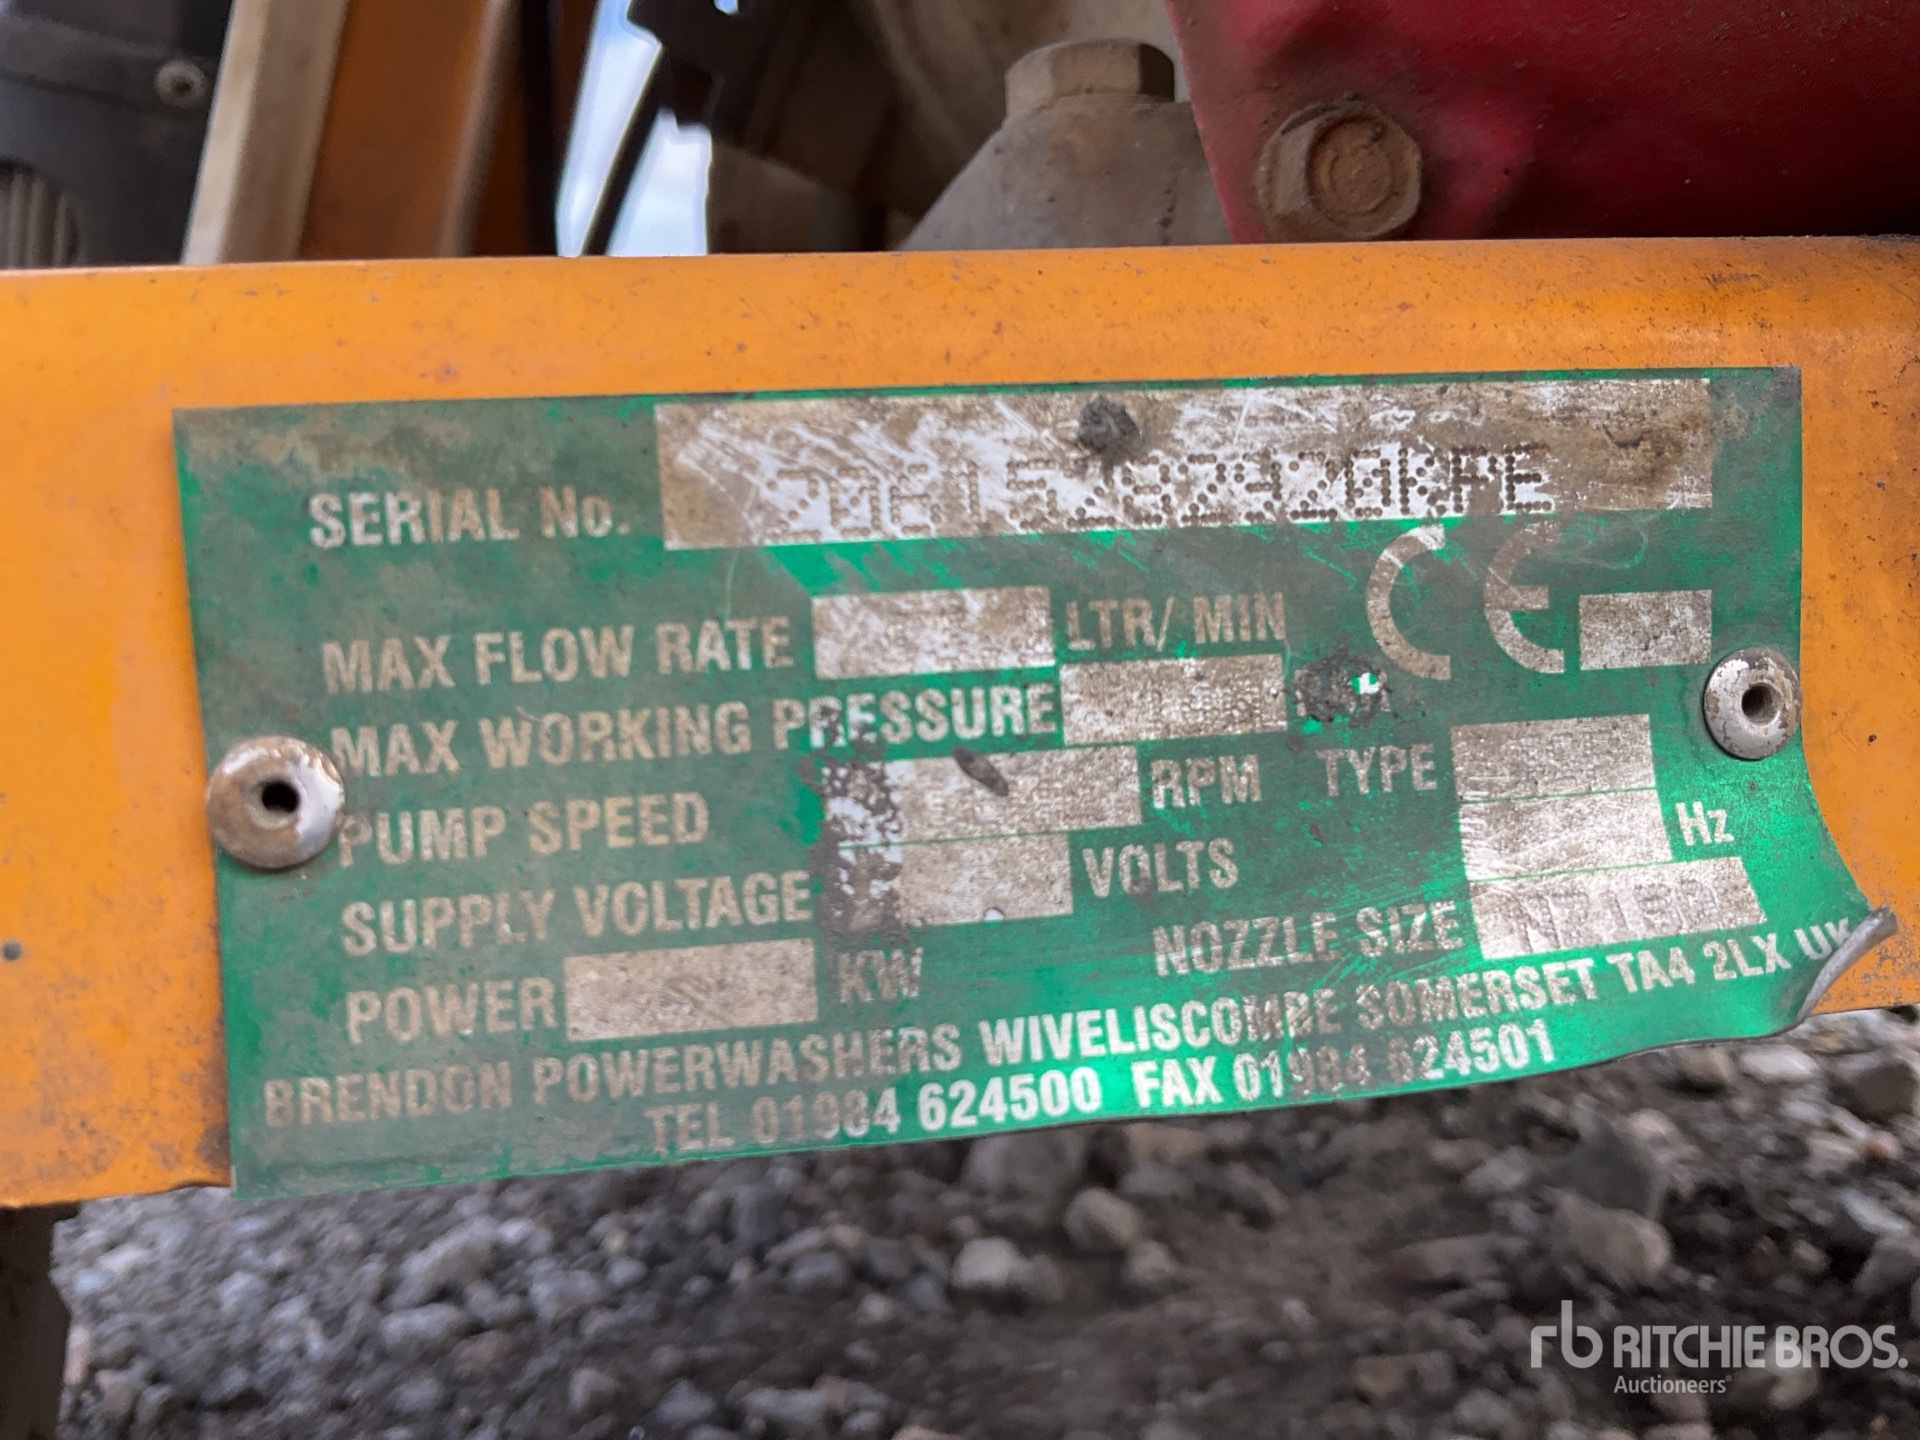 SERIAL No.
MAX FLOW RATE LTR/ MIN CE
MAX WORKING PRESSURE
PUMP SPEED RPM TYPE
SUPPLY VOLTAGE VOLTS Hz
POWER KW NOZZLE SIZE
BRENDON POWERWASHERS WIVELISCOMBE SOMERSET TA4 2LX UK
TEL 01984 624500 FAX 01984 624501
rb RITCHIE BROS.
Auctioneers